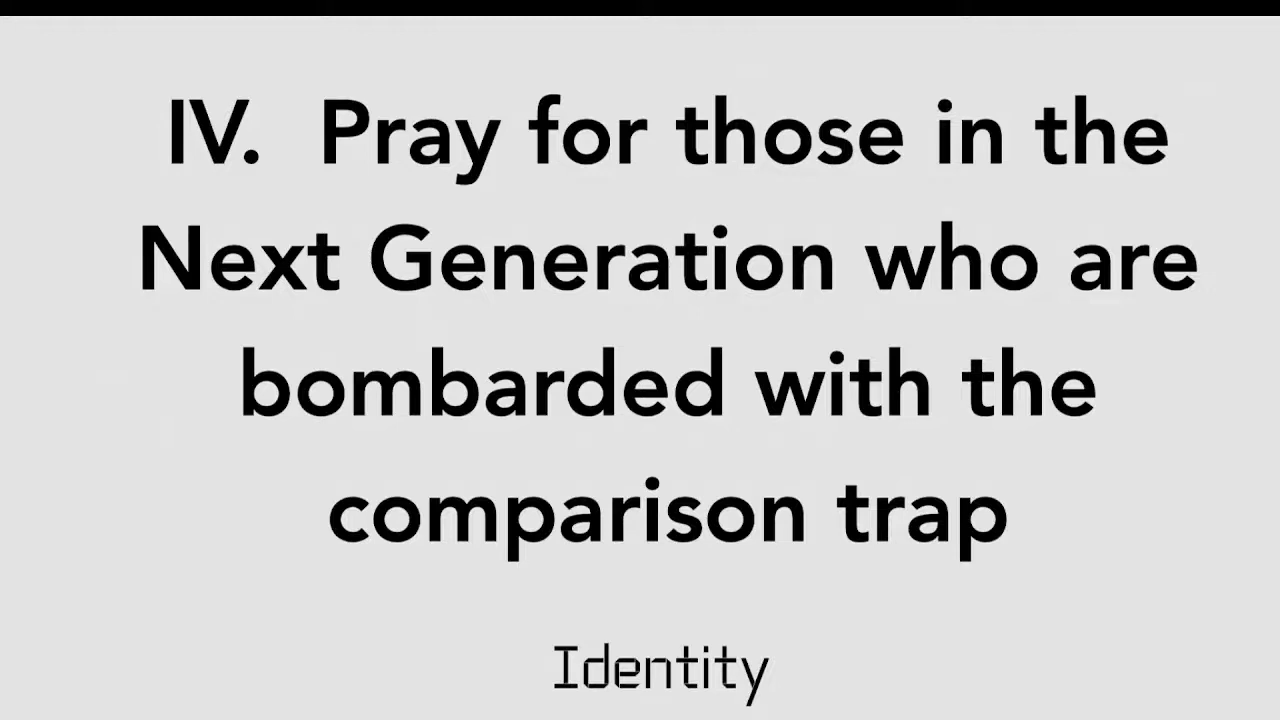 IV. Pray for those in the
Next Generation who are
bombarded with the
comparison trap
Identity